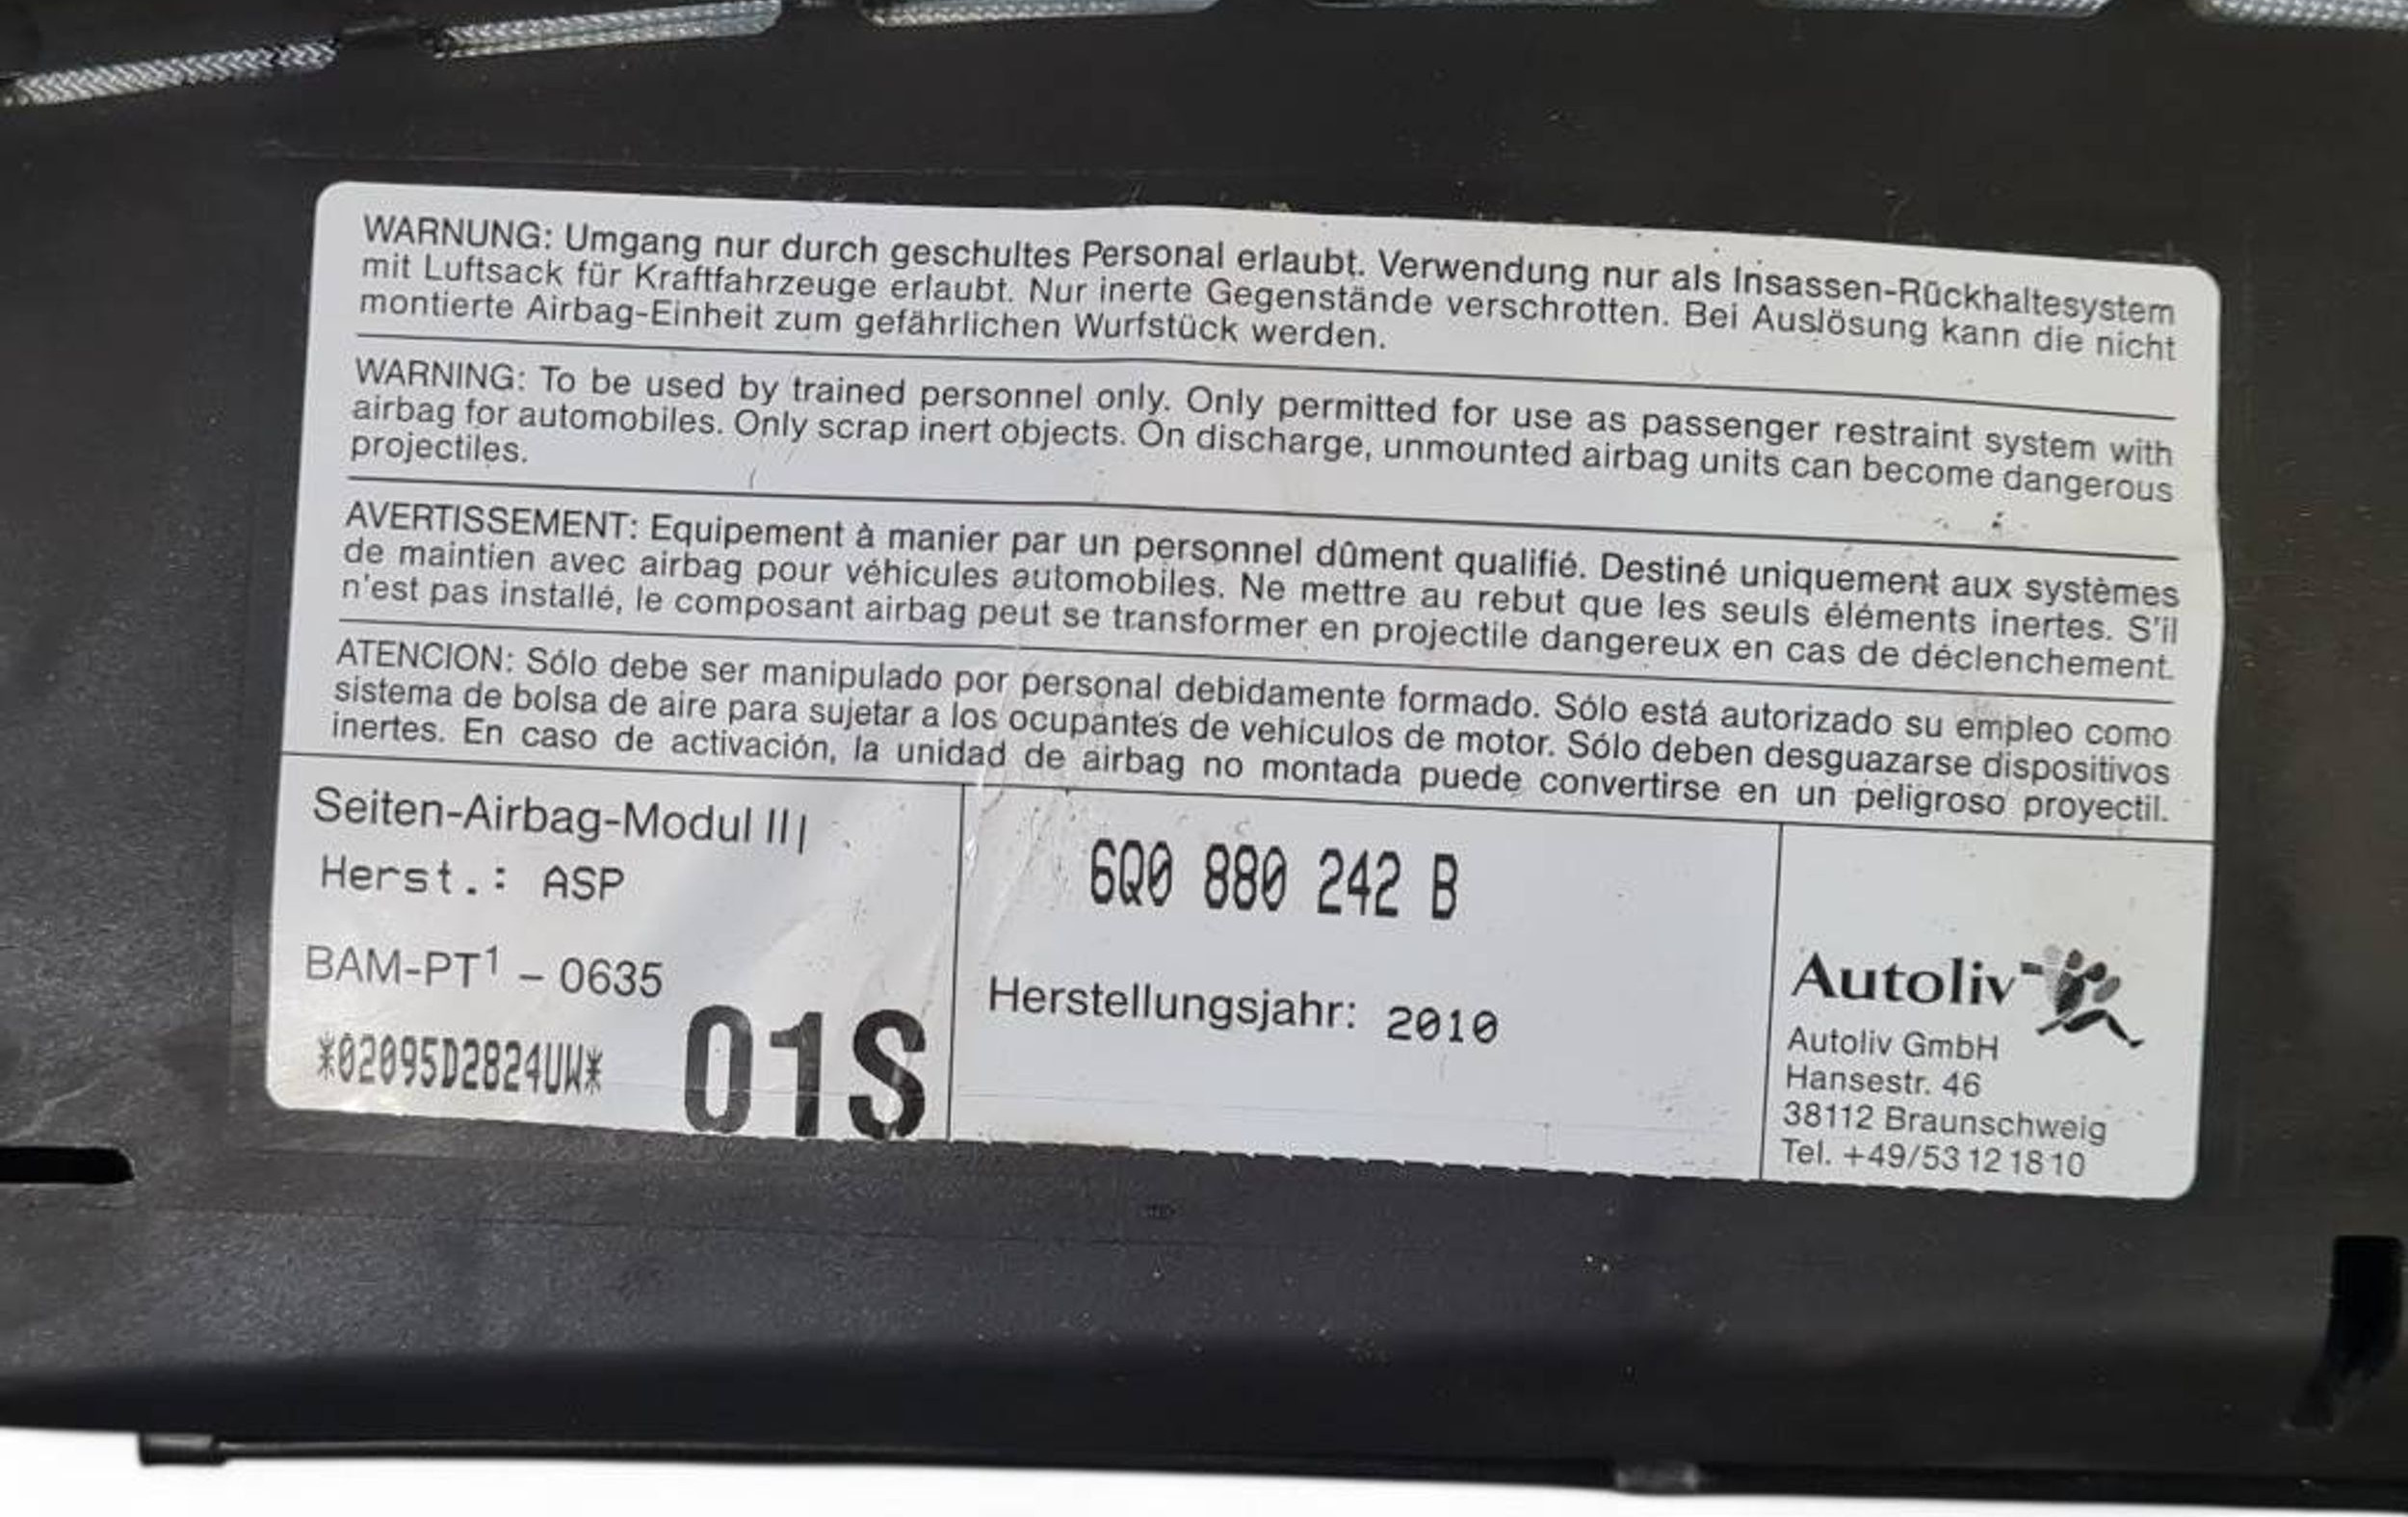 WARNUNG: Umgang nur durch geschultes Personal erlaubt. Verwendung nur als Insassen-Rückhaltesystem
mit Luftsack für Kraftfahrzeuge erlaubt. Nur inerte Gegenstände verschrotten. Bei Auslösung kann die nicht
montierte Airbag-Einheit zum gefährlichen Wurfstück werden.
WARNING: To be used by trained personnel only. Only permitted for use as passenger restraint system with
airbag for automobiles. Only scrap inert objects. On discharge, unmounted airbag units can become dangerous
projectiles.
AVERTISSEMENT: Equipement à manier par un personnel dûment qualifié. Destiné uniquement aux systèmes
de maintien avec airbag pour véhicules automobiles. Ne mettre au rebut que les seuls éléments inertes. S'il
n'est pas installé, le composant airbag peut se transformer en projectile dangereux en cas de déclenchement.
ATENCION: Sólo debe ser manipulado por personal debidamente formado. Sólo está autorizado su empleo como
sistema de bolsa de aire para sujetar a los ocupantes de vehículos de motor. Sólo deben desguazarse dispositivos
inertes. En caso de activación, la unidad de airbag no montada puede convertirse en un peligroso proyectil.
Seiten-Airbag-Modul II|
Herst.: ASP
BAM-PT¹ – 0635
*02095D2824UW*
01S
6Q0 880 242 B
Herstellungsjahr: 2010
Autoliv
Autoliv GmbH
Hansestr. 46
38112 Braunschweig
Tel. +49/53 12 18 10